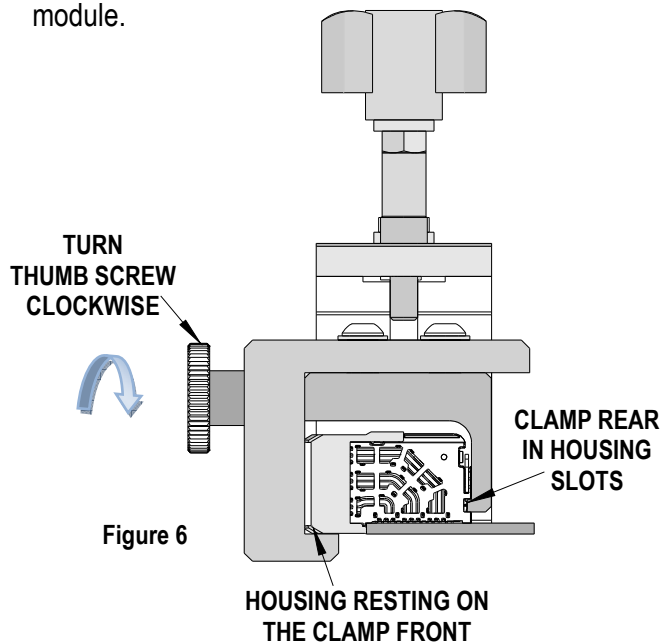 module.
TURN
THUMB SCREW
CLOCKWISE
CLAMP REAR
IN HOUSING
SLOTS
Figure 6
HOUSING RESTING ON
THE CLAMP FRONT